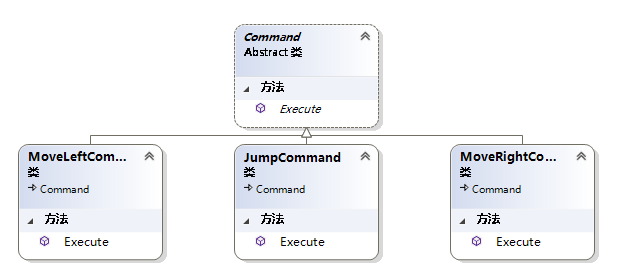 Command
Abstract 类
方法
Execute
MoveLeftCom...
类
Command
方法
Execute
JumpCommand
类
Command
方法
Execute
MoveRightCo...
类
Command
方法
Execute